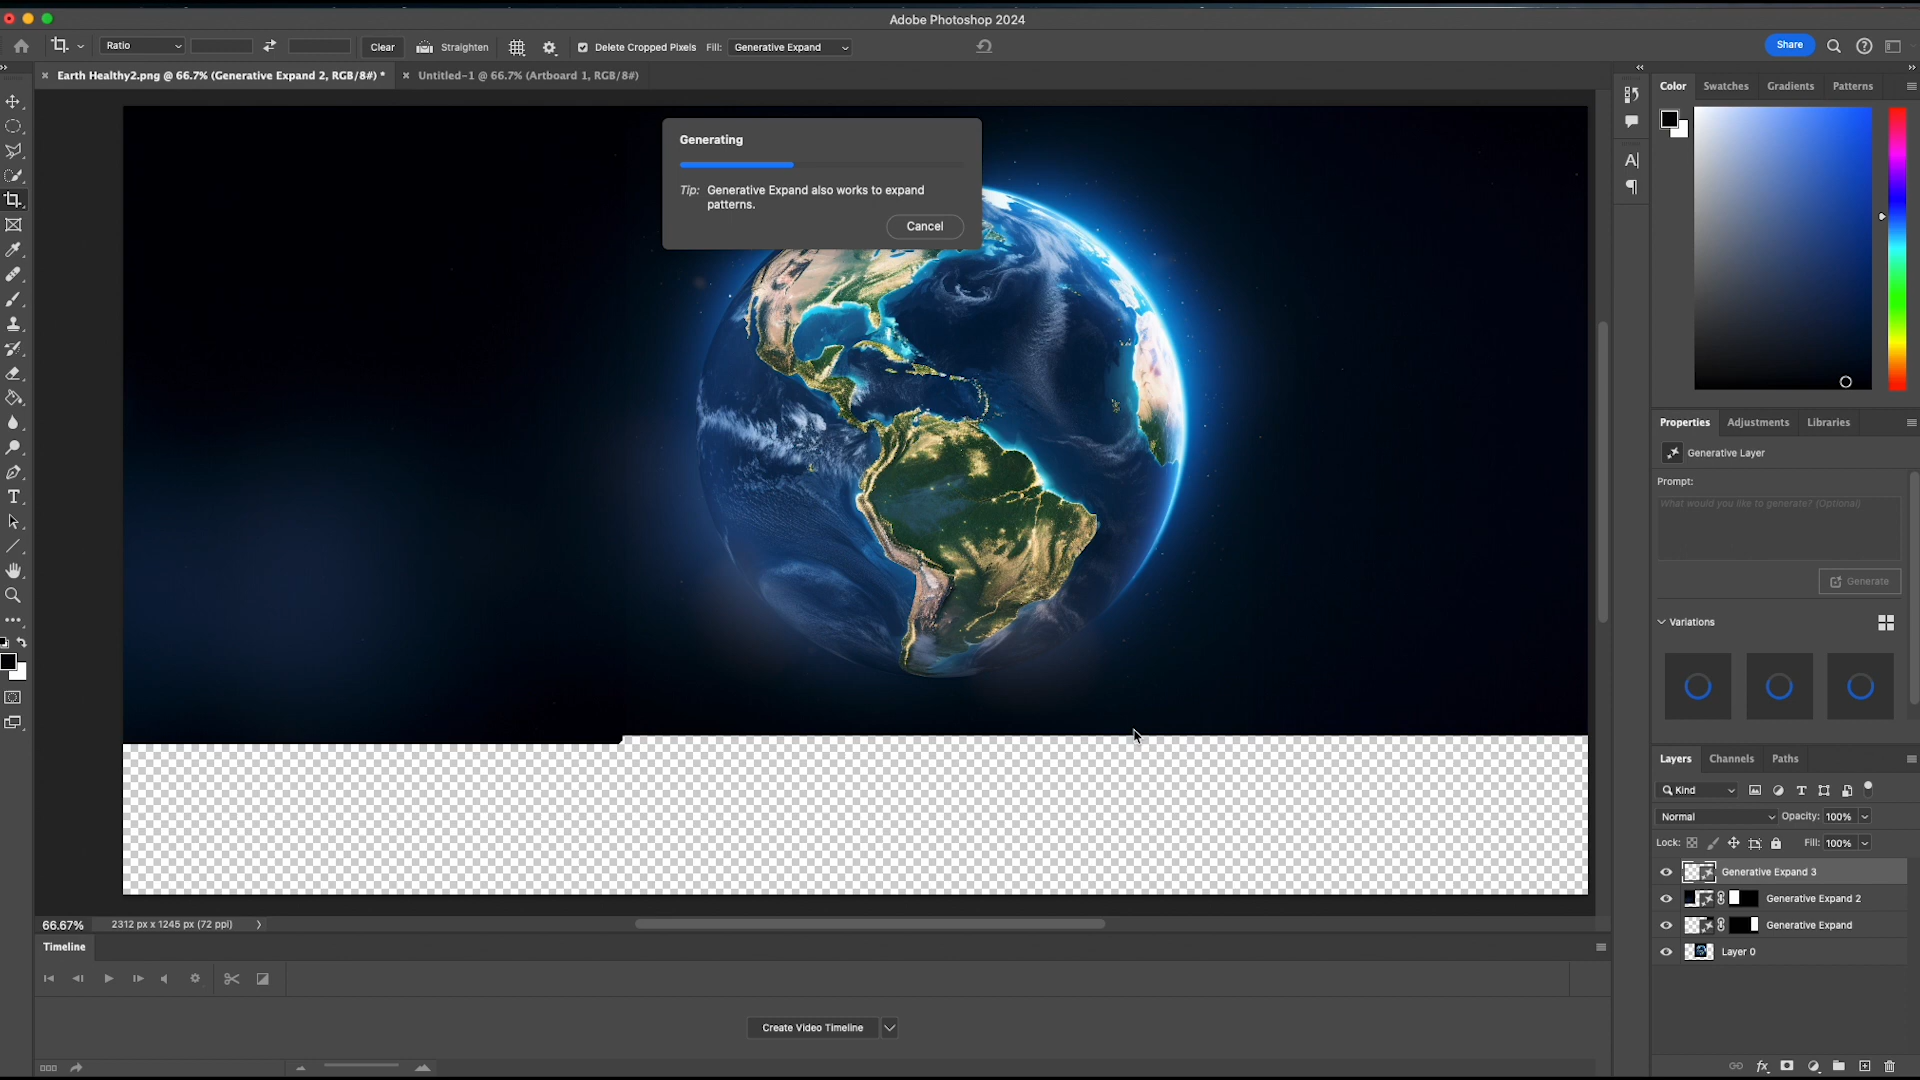 Adobe Photoshop 2024
Ratio
Clear
Straighten
Delete Cropped Pixels
Fill:
Generative Expand
Share
Earth Healthy2.png @ 66.7% (Generative Expand 2, RGB/8#) *
Untitled-1 @ 66.7% (Artboard 1, RGB/8#)
Color
Swatches
Gradients
Patterns
Generating
Tip: Generative Expand also works to expand
patterns.
Cancel
Properties
Adjustments
Libraries
Generative Layer
Prompt:
What would you like to generate? (Optional)
Generate
Variations
Layers
Channels
Paths
Kind
Normal
Opacity: 100%
Lock:
Fill: 100%
Generative Expand 3
Generative Expand 2
Generative Expand
Layer 0
66.67%
2312 px x 1245 px (72 ppi)
Timeline
Create Video Timeline